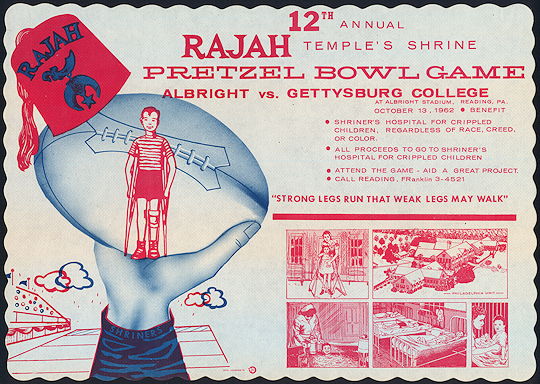 RAJAH
12TH ANNUAL
RAJAH TEMPLE'S SHRINE
PRETZEL BOWL GAME
ALBRIGHT vs. GETTYSBURG COLLEGE
AT ALBRIGHT STADIUM, READING, PA.
OCTOBER 13, 1962 • BENEFIT
• SHRINER'S HOSPITAL FOR CRIPPLED
CHILDREN, REGARDLESS OF RACE, CREED,
OR COLOR.
• ALL PROCEEDS TO GO TO SHRINER'S
HOSPITAL FOR CRIPPLED CHILDREN
• ATTEND THE GAME - AID A GREAT PROJECT.
• CALL READING, FRanklin 3-4521
"STRONG LEGS RUN THAT WEAK LEGS MAY WALK"
PHILADELPHIA UNIT
SHRINERS